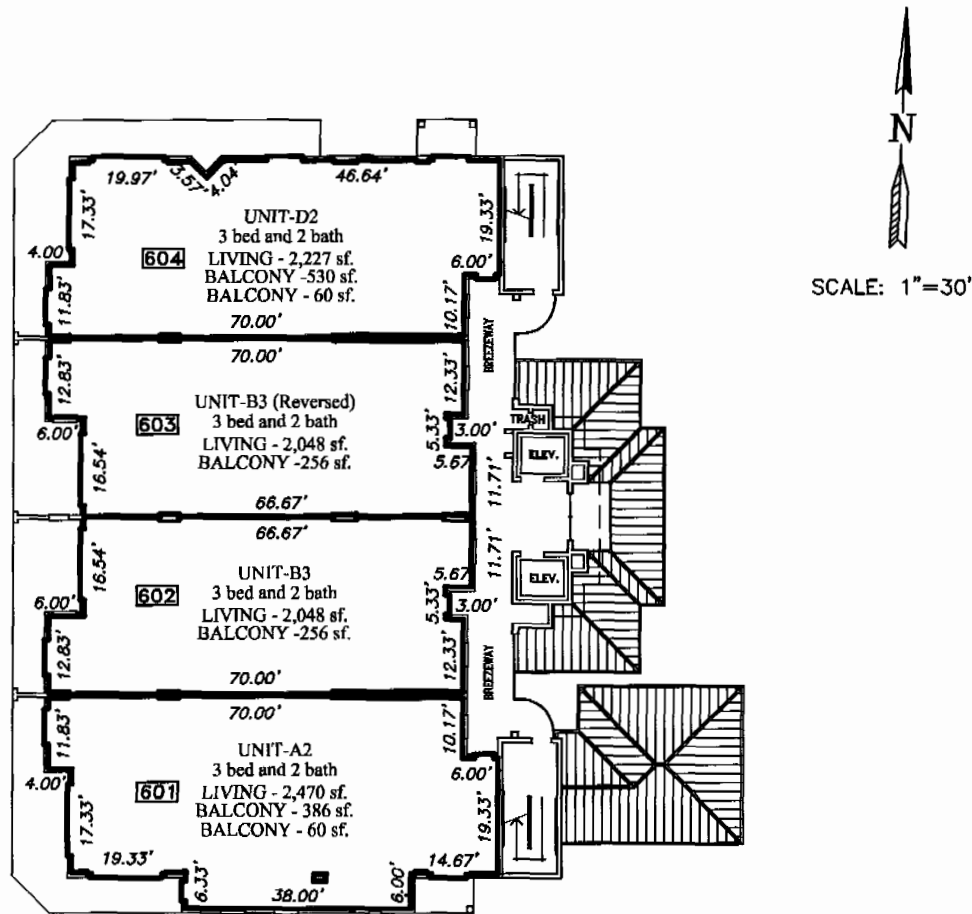 N
SCALE: 1"=30'
19.97'
3.57'
4.04
46.64'
17.33'
19.33'
UNIT-D2
3 bed and 2 bath
604
LIVING - 2,227 sf.
BALCONY -530 sf.
BALCONY - 60 sf.
4.00'
6.00'
11.83'
10.17'
70.00'
70.00'
BREEZEWAY
12.83'
12.33'
UNIT-B3 (Reversed)
3 bed and 2 bath
603
LIVING - 2,048 sf.
BALCONY -256 sf.
6.00'
5.33'
3.00'
5.67
TRASH
ELEV.
16.54'
11.71'
66.67'
66.67'
16.54'
11.71'
UNIT-B3
3 bed and 2 bath
602
LIVING - 2,048 sf.
BALCONY -256 sf.
5.67
6.00'
5.33'
3.00'
ELEV.
12.83'
12.33'
BREEZEWAY
70.00'
70.00'
11.83'
10.17'
UNIT-A2
3 bed and 2 bath
601
LIVING - 2,470 sf.
BALCONY - 386 sf.
BALCONY - 60 sf.
4.00'
6.00'
17.33'
19.33'
19.33'
14.67'
6.33'
38.00'
6.00'